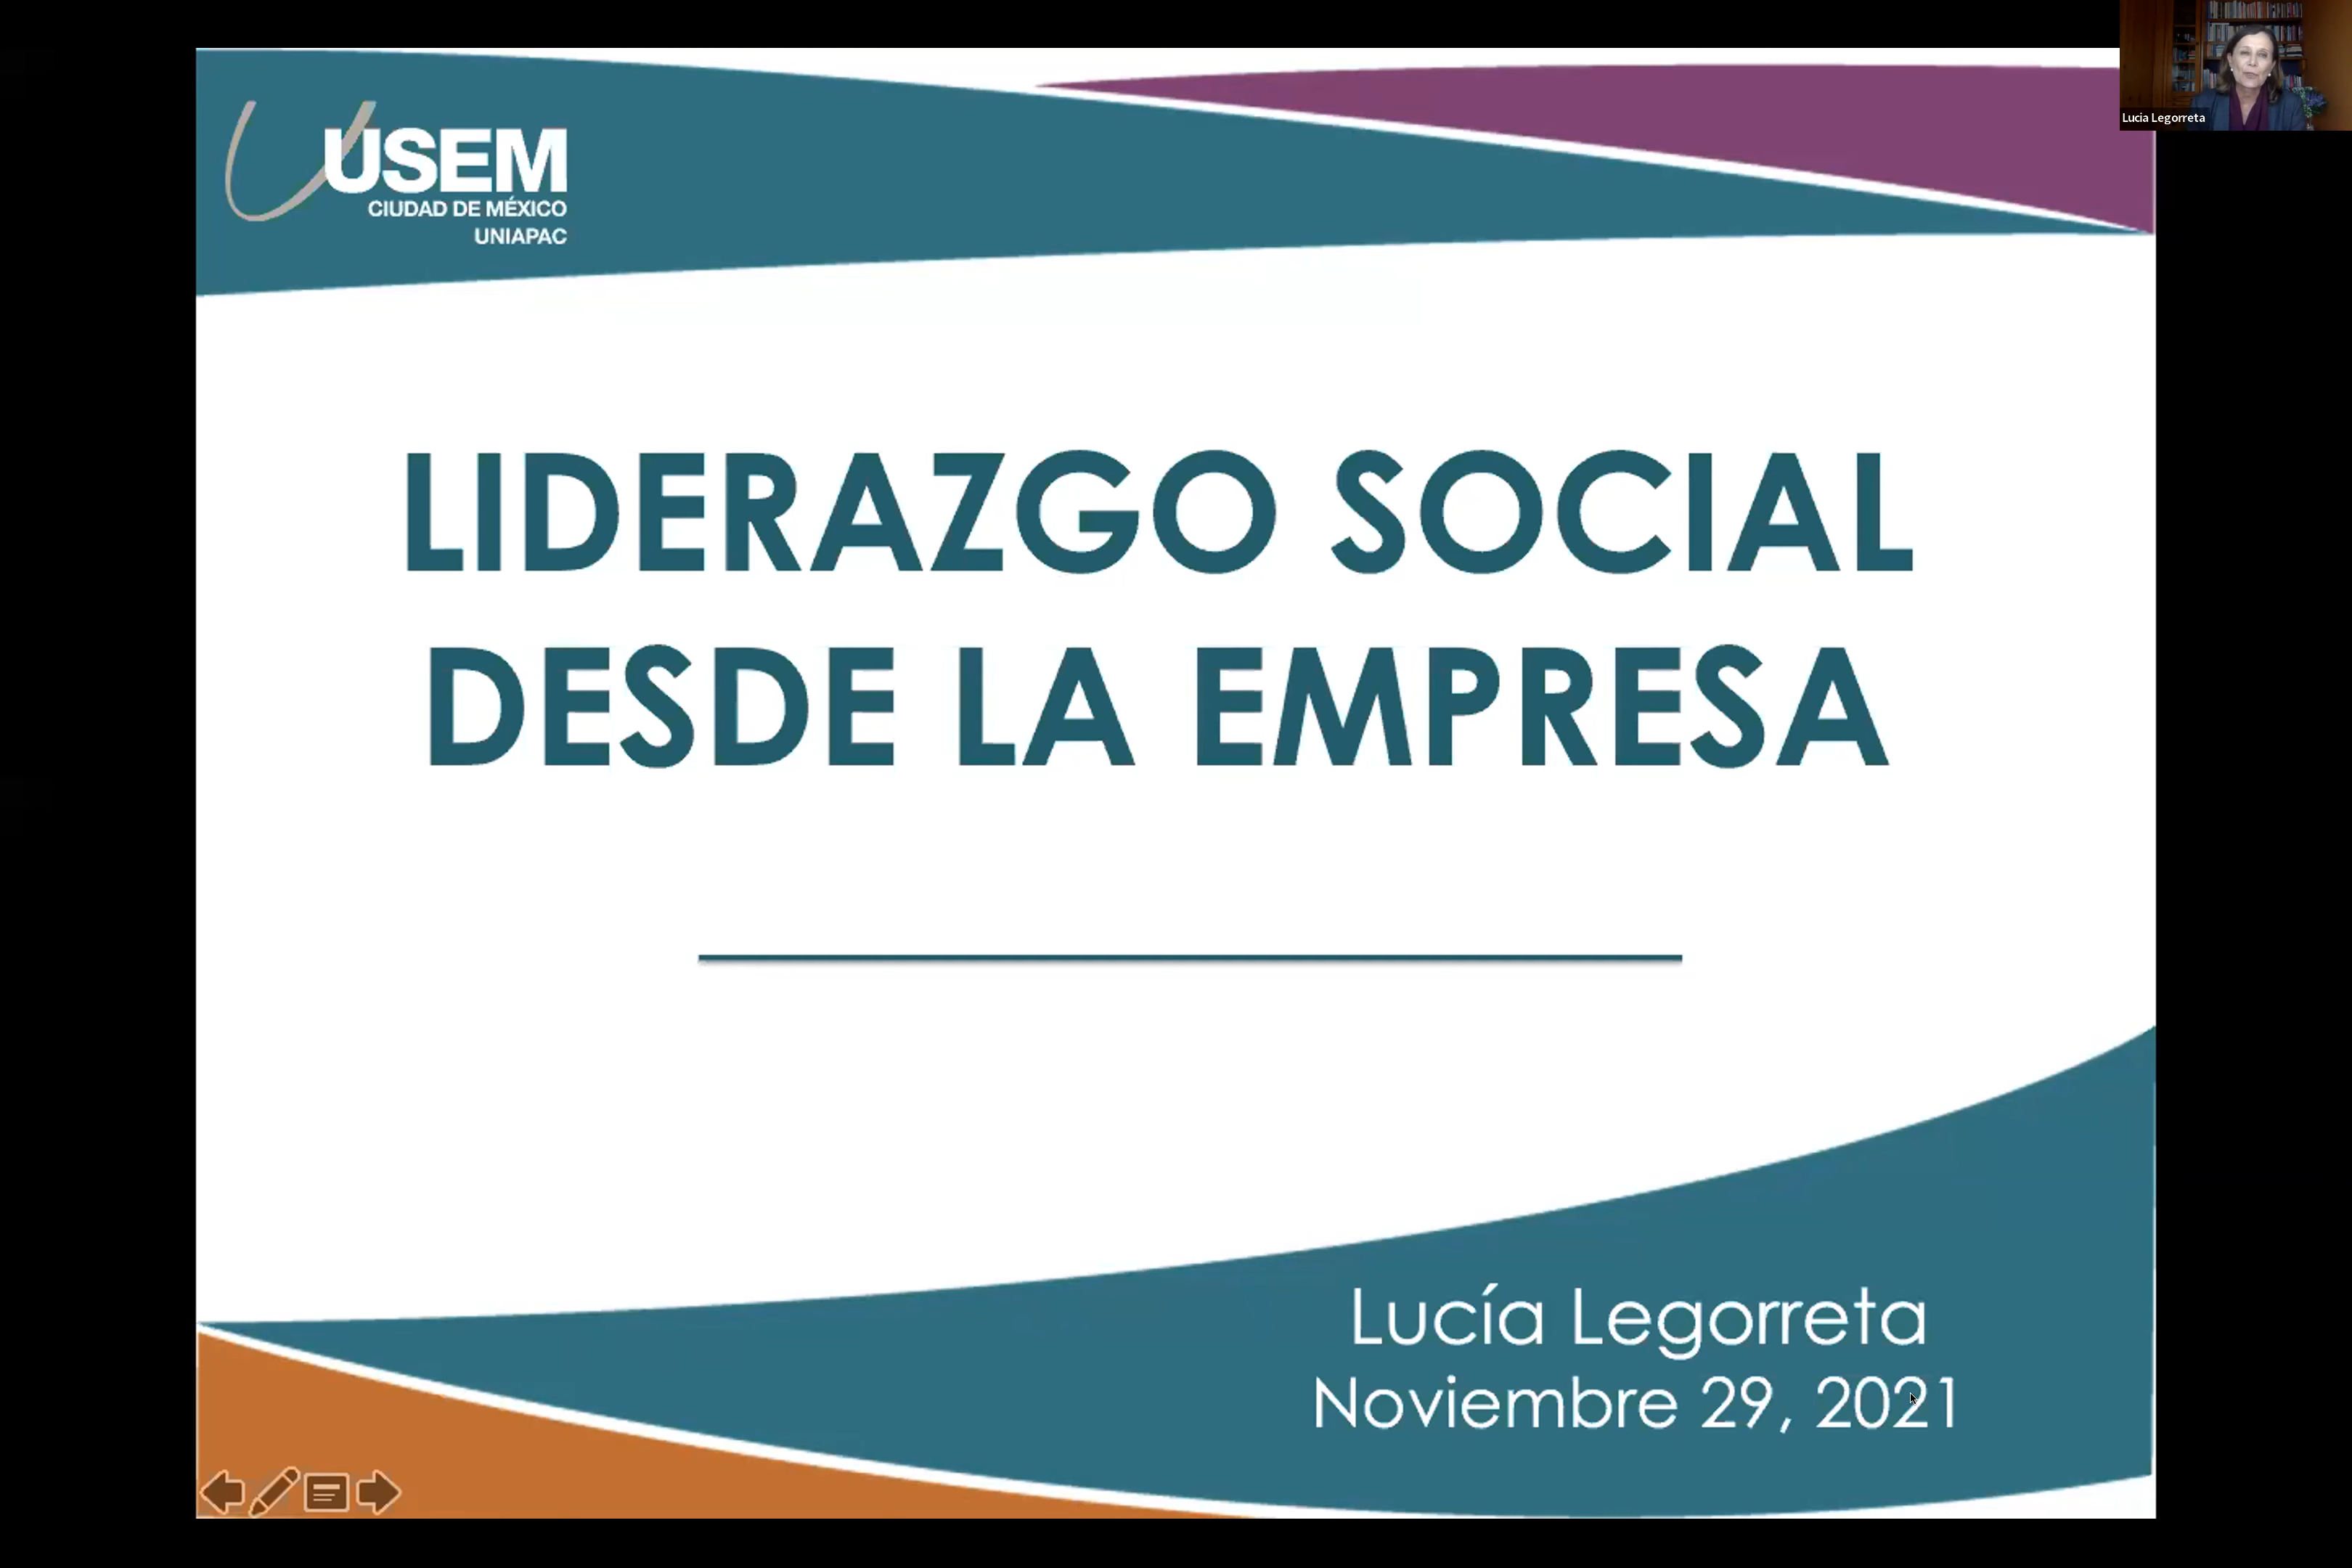 Lucia Legorreta
USEM
CIUDAD DE MÉXICO
UNIAPAC
LIDERAZGO SOCIAL
DESDE LA EMPRESA
Lucía Legorreta
Noviembre 29, 2021